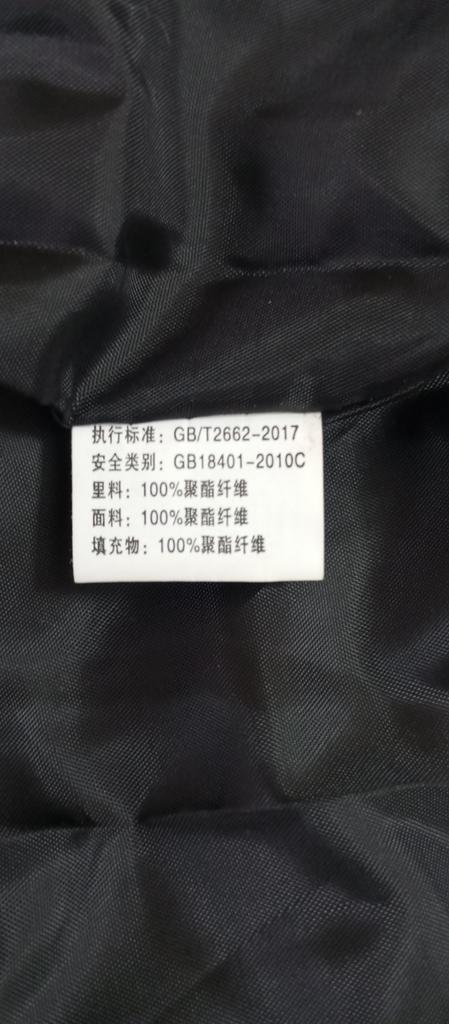 执行标准：GB/T2662-2017
安全类别：GB18401-2010C
里料：100%聚酯纤维
面料：100%聚酯纤维
填充物：100%聚酯纤维